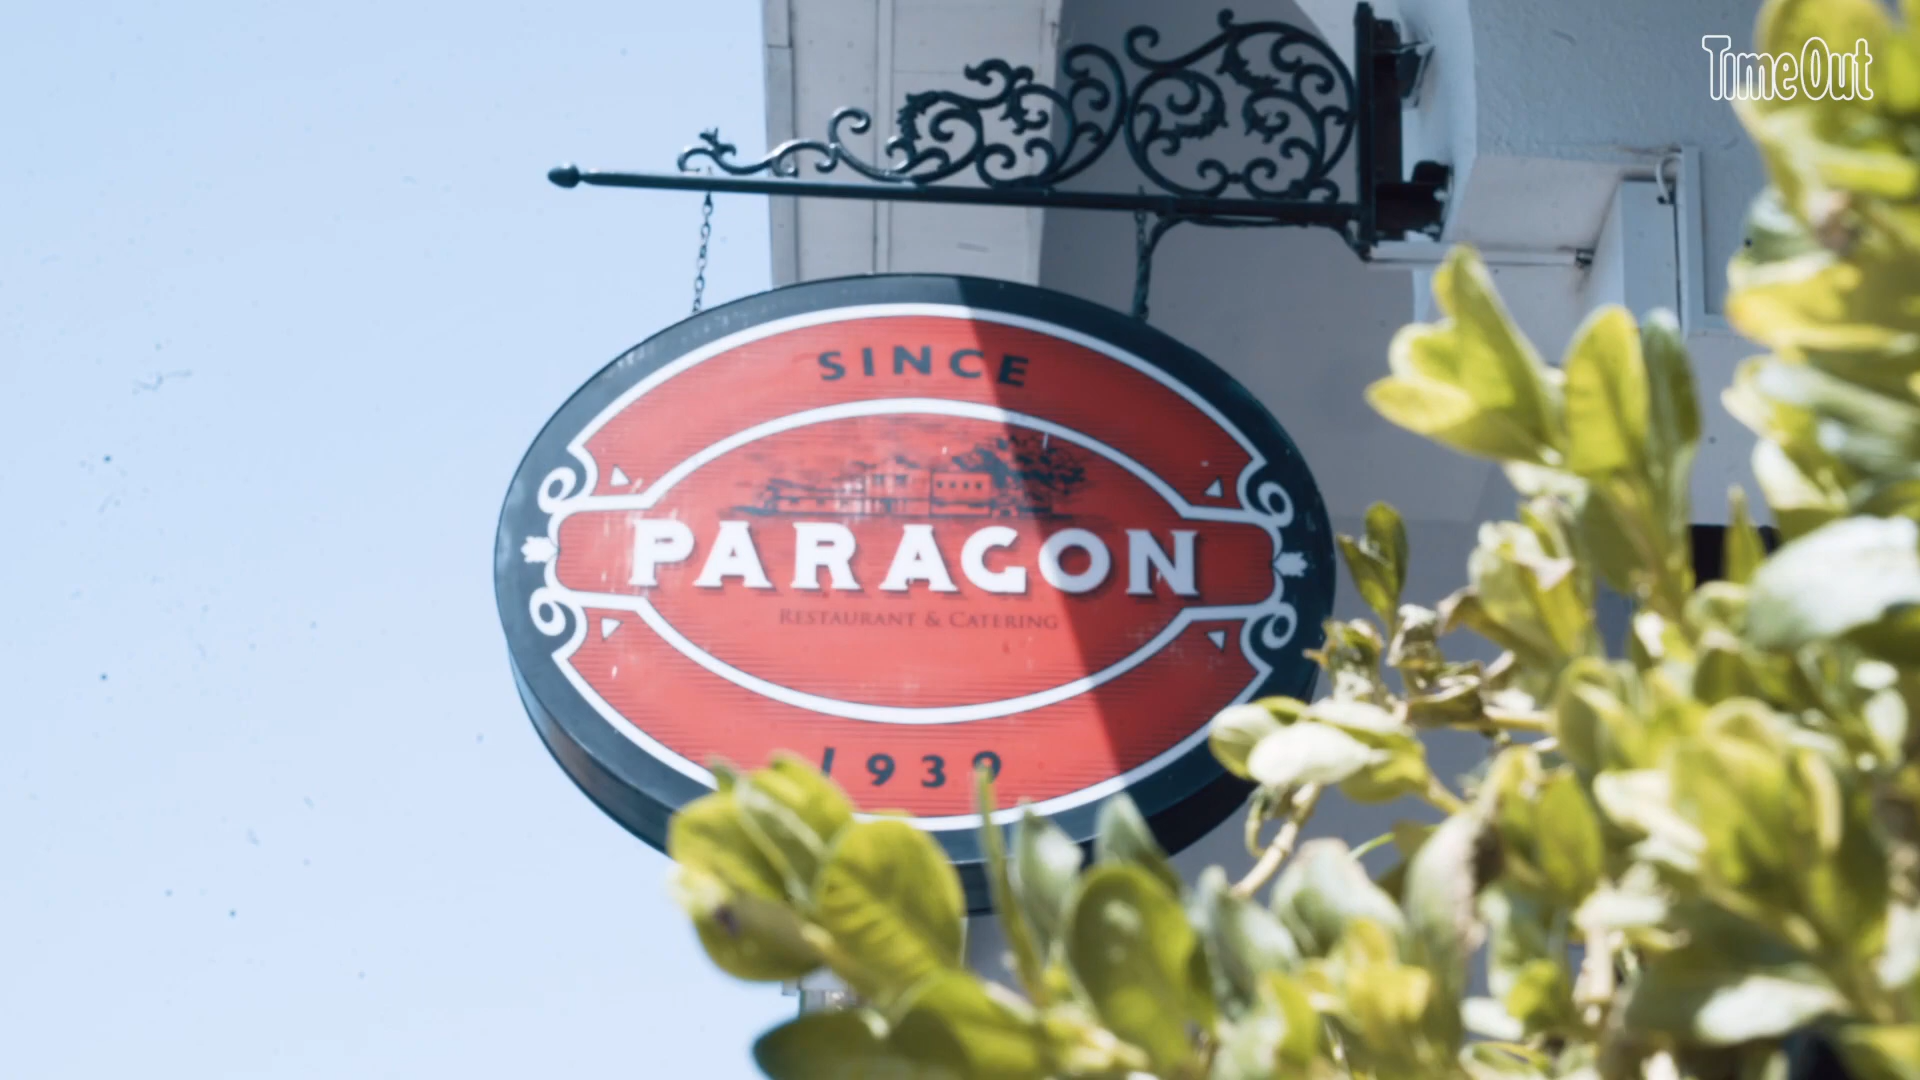 TimeOut
SINCE
PARAGON
RESTAURANT & CATERING
1939